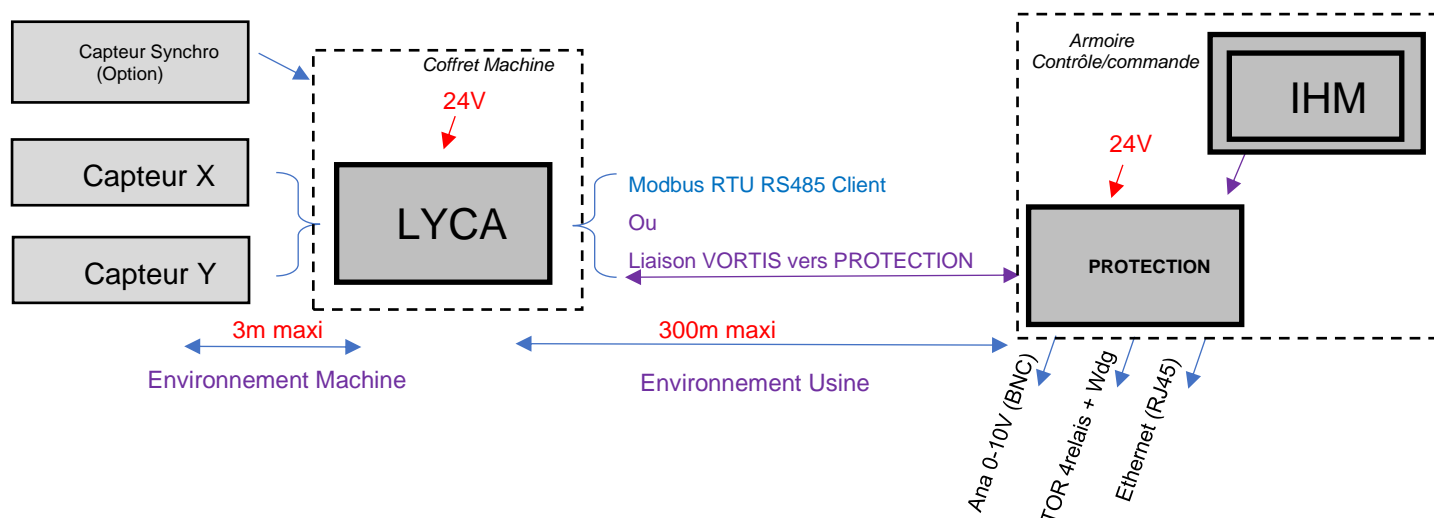 Capteur Synchro
(Option)
Capteur X
Capteur Y
Coffret Machine
24V
LYCA
Modbus RTU RS485 Client
Ou
Liaison VORTIS vers PROTECTION
3m maxi
300m maxi
Environnement Machine
Environnement Usine
Armoire
Contrôle/commande
IHM
24V
PROTECTION
Ana 0-10V (BNC)
TOR 4relais + Wdg
Ethernet (RJ45)